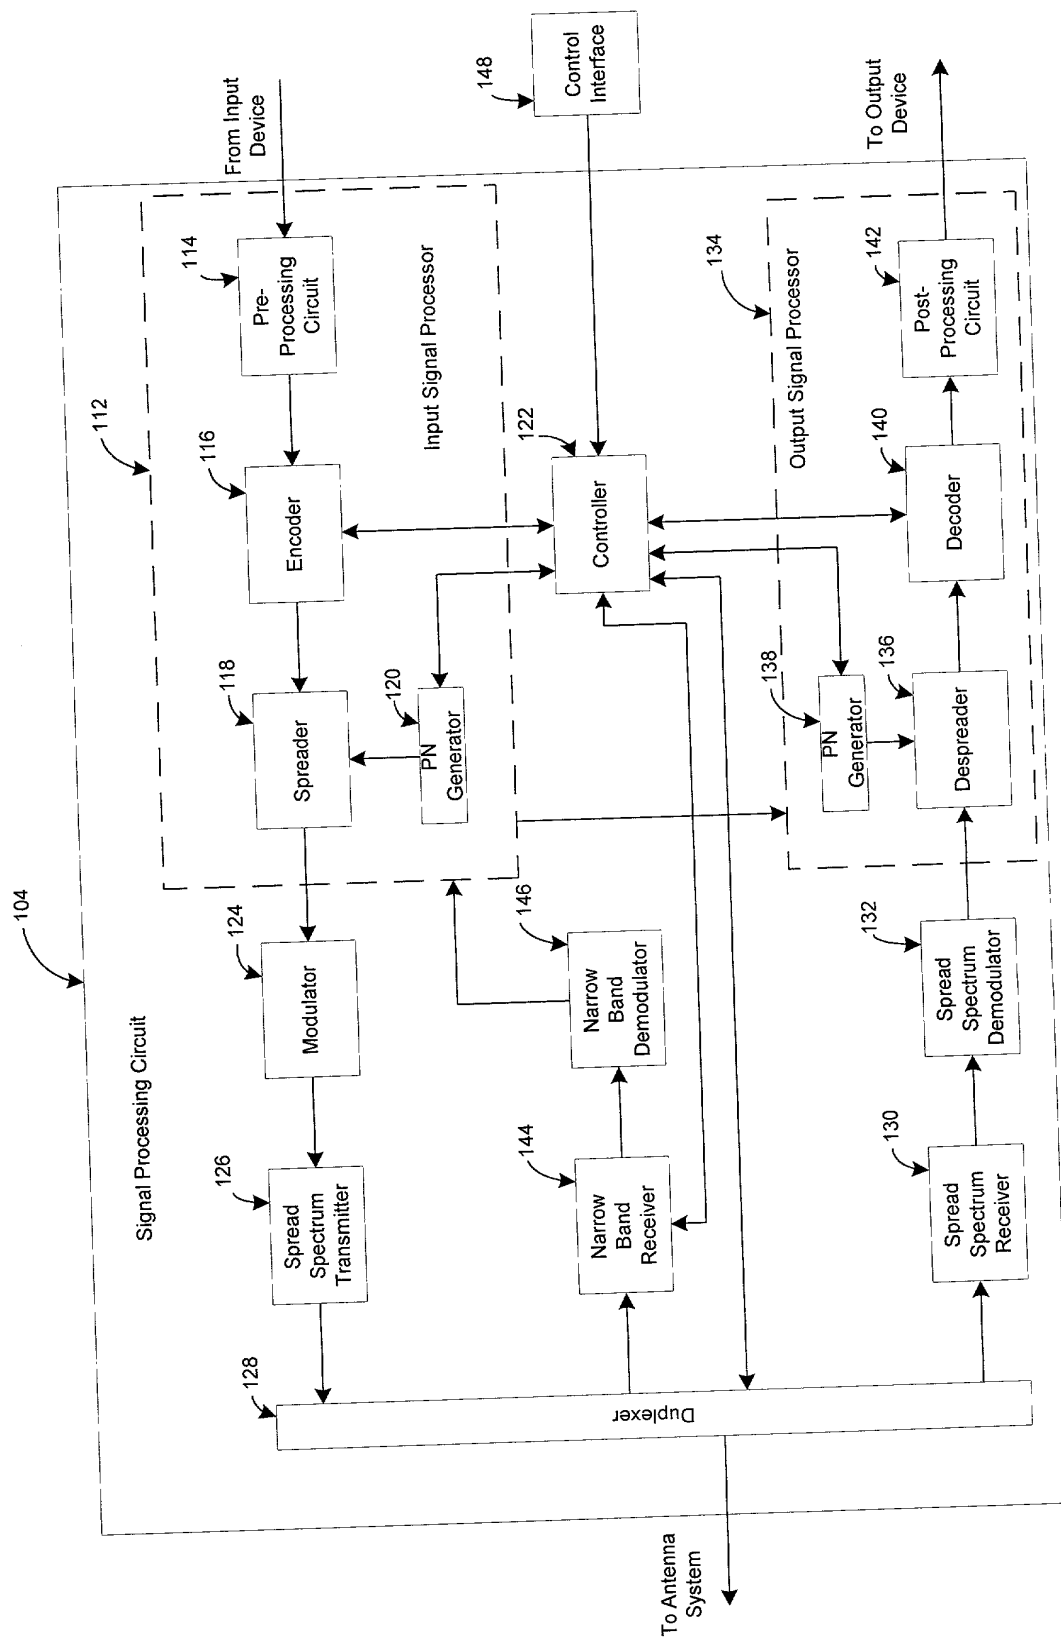 104
Signal Processing Circuit
112
From Input
Device
114
Pre-
Processing
Circuit
116
Encoder
118
Spreader
120
PN
Generator
Input Signal Processor
124
Modulator
126
Spread
Spectrum
Transmitter
128
Duplexer
To Antenna
System
148
Control
Interface
122
Controller
146
Narrow
Band
Demodulator
144
Narrow
Band
Receiver
134
Output Signal Processor
To Output
Device
142
Post-
Processing
Circuit
140
Decoder
138
PN
Generator
136
Despreader
132
Spread
Spectrum
Demodulator
130
Spread
Spectrum
Receiver